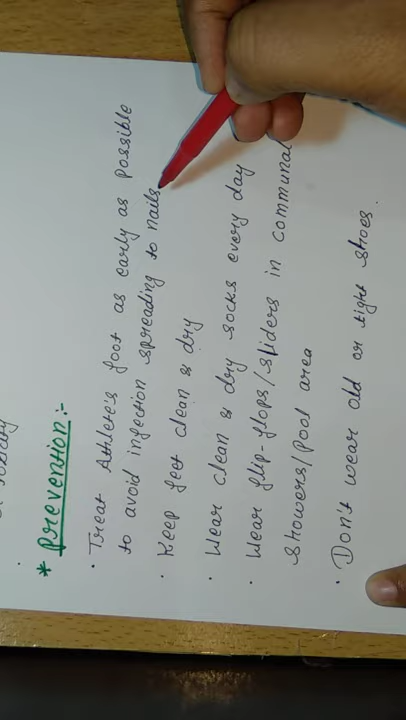 * Prevention:-
· Treat Athlete's foot as early as possible
to avoid infection spreading to nails
· Keep feet clean & dry
· Wear clean & dry socks every day
· Wear flip-flops/sliders in communal
showers/pool area
· Don't wear old or tight shoes.